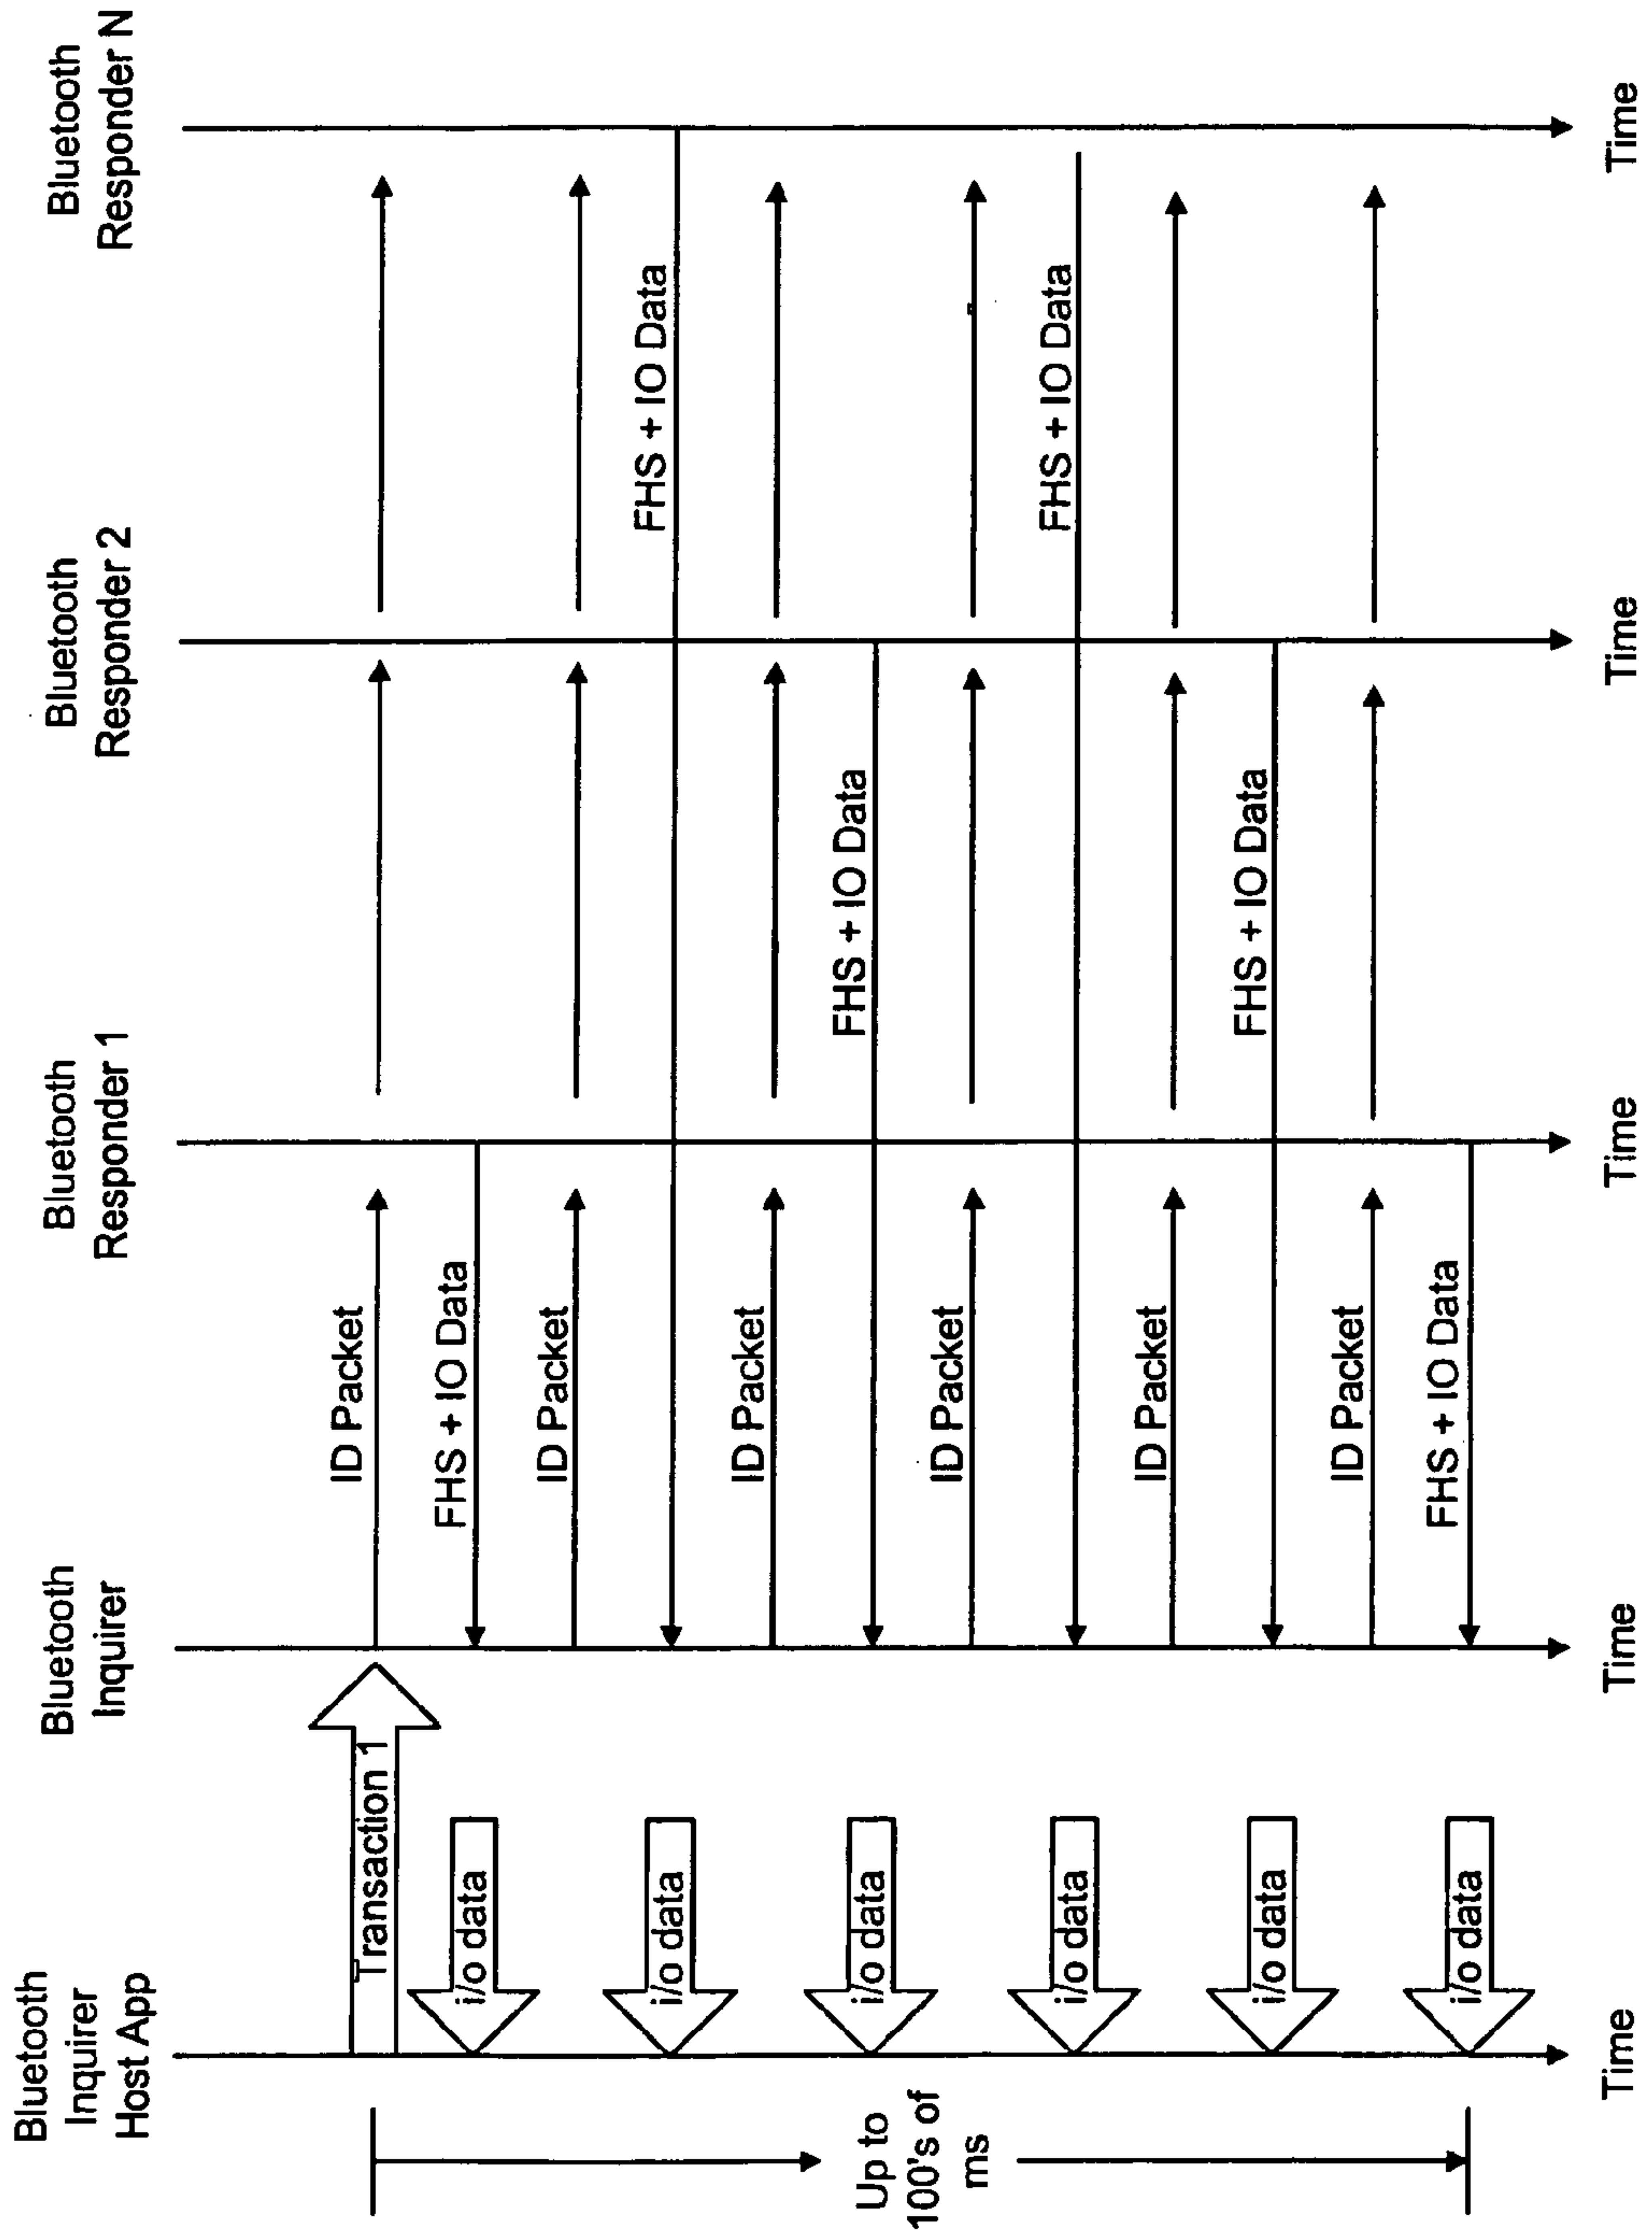 Bluetooth
Inquirer
Host App
Bluetooth
Inquirer
Bluetooth
Responder 1
Bluetooth
Responder 2
Bluetooth
Responder N
Transaction 1
ID Packet
i/o data
FHS + IO Data
ID Packet
i/o data
FHS + IO Data
ID Packet
i/o data
FHS + IO Data
ID Packet
i/o data
FHS + IO Data
ID Packet
i/o data
FHS + IO Data
ID Packet
i/o data
FHS + IO Data
Up to
100's of
ms
Time
Time
Time
Time
Time